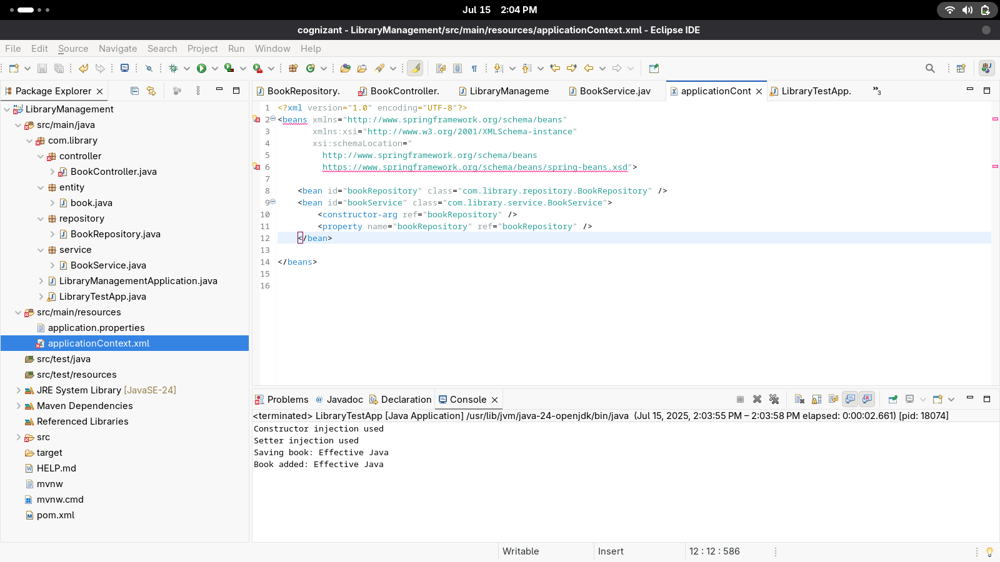 Jul 15 2:04 PM
cognizant - LibraryManagement/src/main/resources/applicationContext.xml - Eclipse IDE
File Edit Source Navigate Search Project Run Window Help
Package Explorer
LibraryManagement
src/main/java
com.library
controller
BookController.java
entity
book.java
repository
BookRepository.java
service
BookService.java
LibraryManagementApplication.java
LibraryTestApp.java
src/main/resources
application.properties
applicationContext.xml
src/test/java
src/test/resources
JRE System Library [JavaSE-24]
Maven Dependencies
Referenced Libraries
src
target
HELP.md
mvnw
mvnw.cmd
pom.xml
BookRepository. BookController. LibraryManageme BookService.jav applicationCont LibraryTestApp. »3
1 <?xml version="1.0" encoding="UTF-8"?>
2 <beans xmlns="http://www.springframework.org/schema/beans"
3 xmlns:xsi="http://www.w3.org/2001/XMLSchema-instance"
4 xsi:schemaLocation="
5 http://www.springframework.org/schema/beans
6 https://www.springframework.org/schema/beans/spring-beans.xsd">
7
8 <bean id="bookRepository" class="com.library.repository.BookRepository" />
9 <bean id="bookService" class="com.library.service.BookService">
10 <constructor-arg ref="bookRepository" />
11 <property name="bookRepository" ref="bookRepository" />
12 </bean>
13
14 </beans>
15
16
Problems Javadoc Declaration Console
<terminated> LibraryTestApp [Java Application] /usr/lib/jvm/java-24-openjdk/bin/java (Jul 15, 2025, 2:03:55 PM – 2:03:58 PM elapsed: 0:00:02.661) [pid: 18074]
Constructor injection used
Setter injection used
Saving book: Effective Java
Book added: Effective Java
Writable Insert 12 : 12 : 586